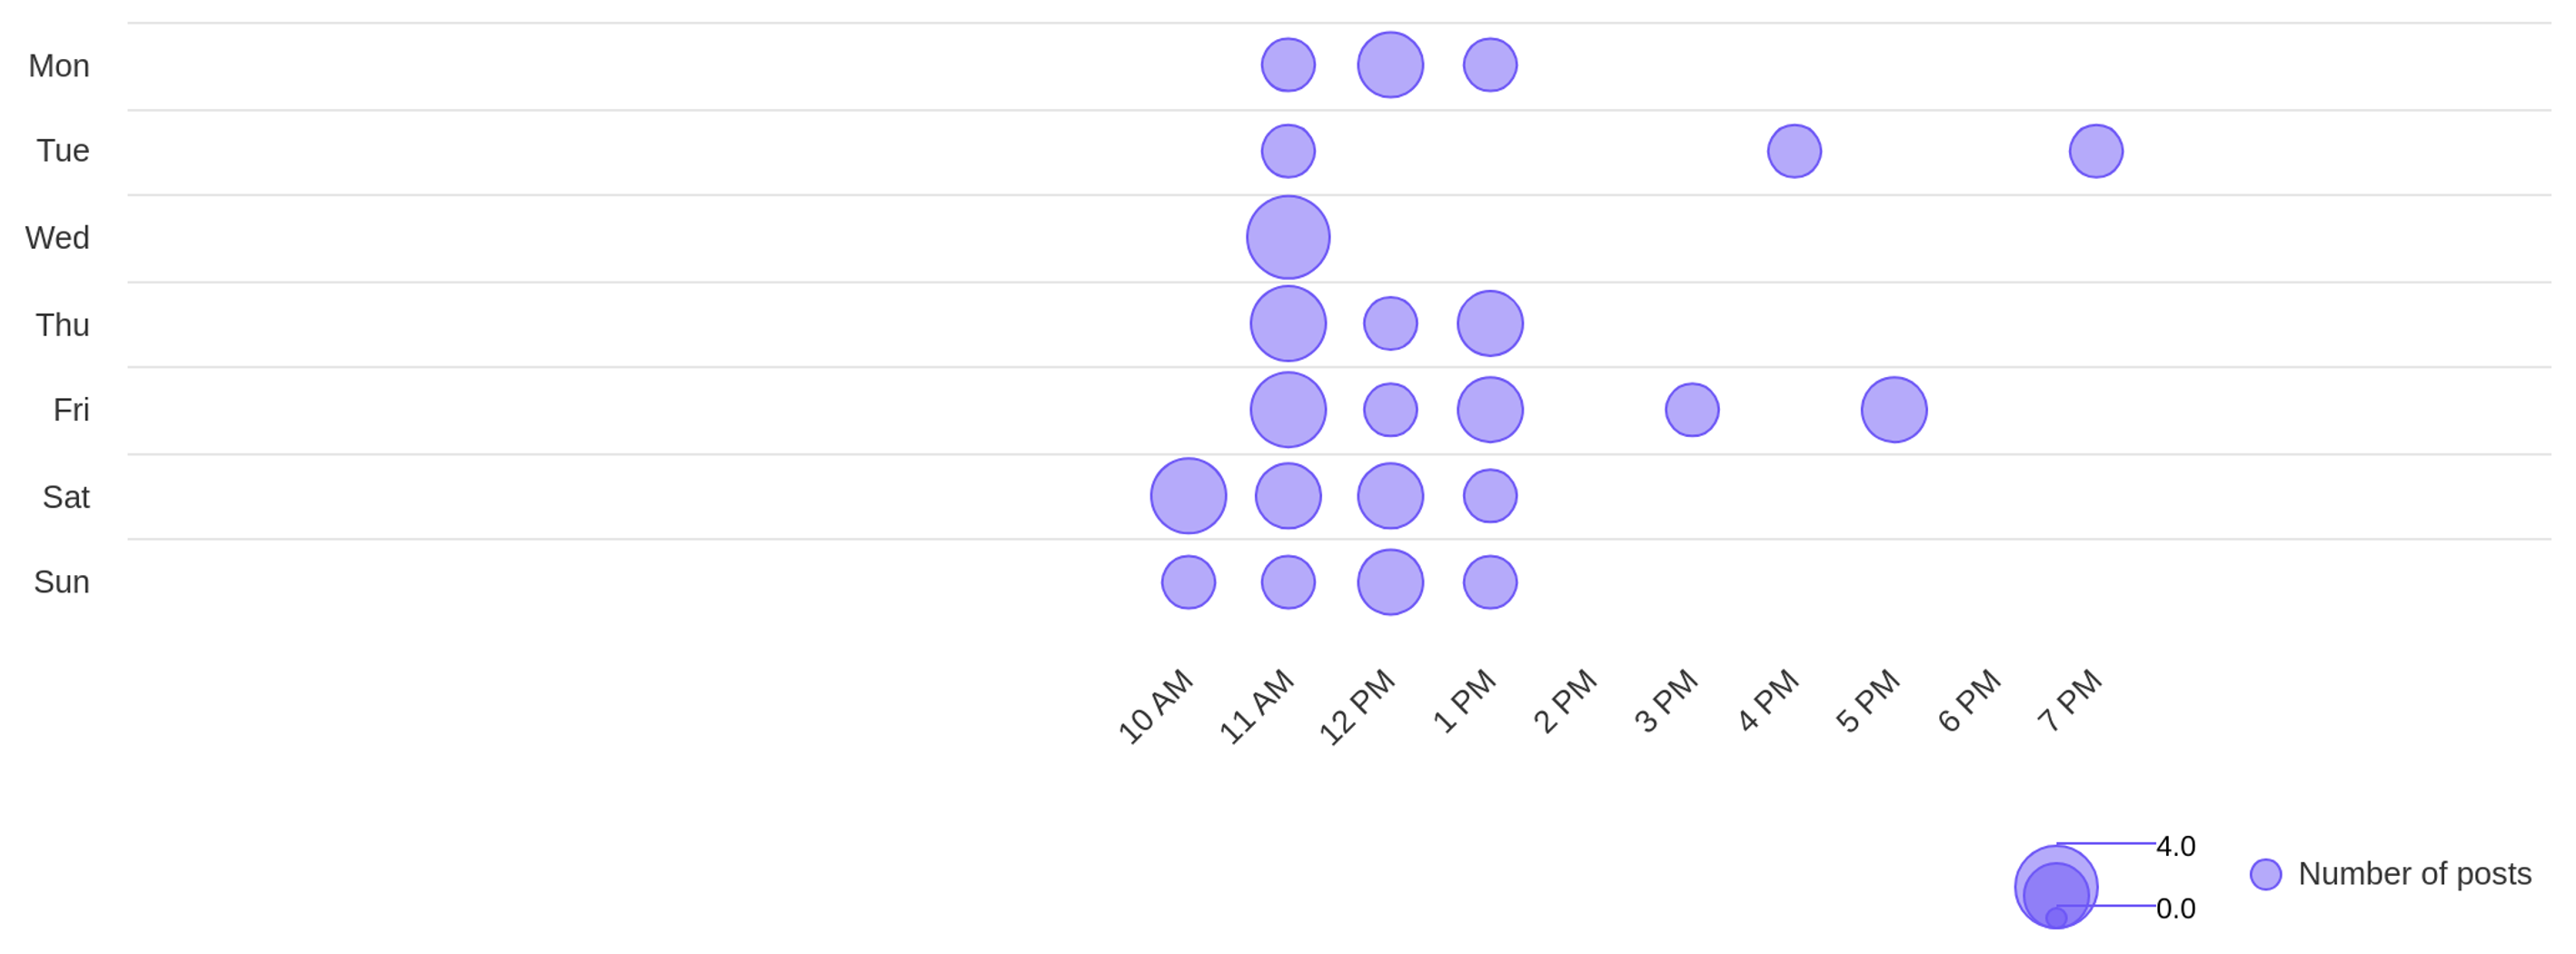 Mon
Tue
Wed
Thu
Fri
Sat
Sun
10 AM
11 AM
12 PM
1 PM
2 PM
3 PM
4 PM
5 PM
6 PM
7 PM
4.0
0.0
Number of posts